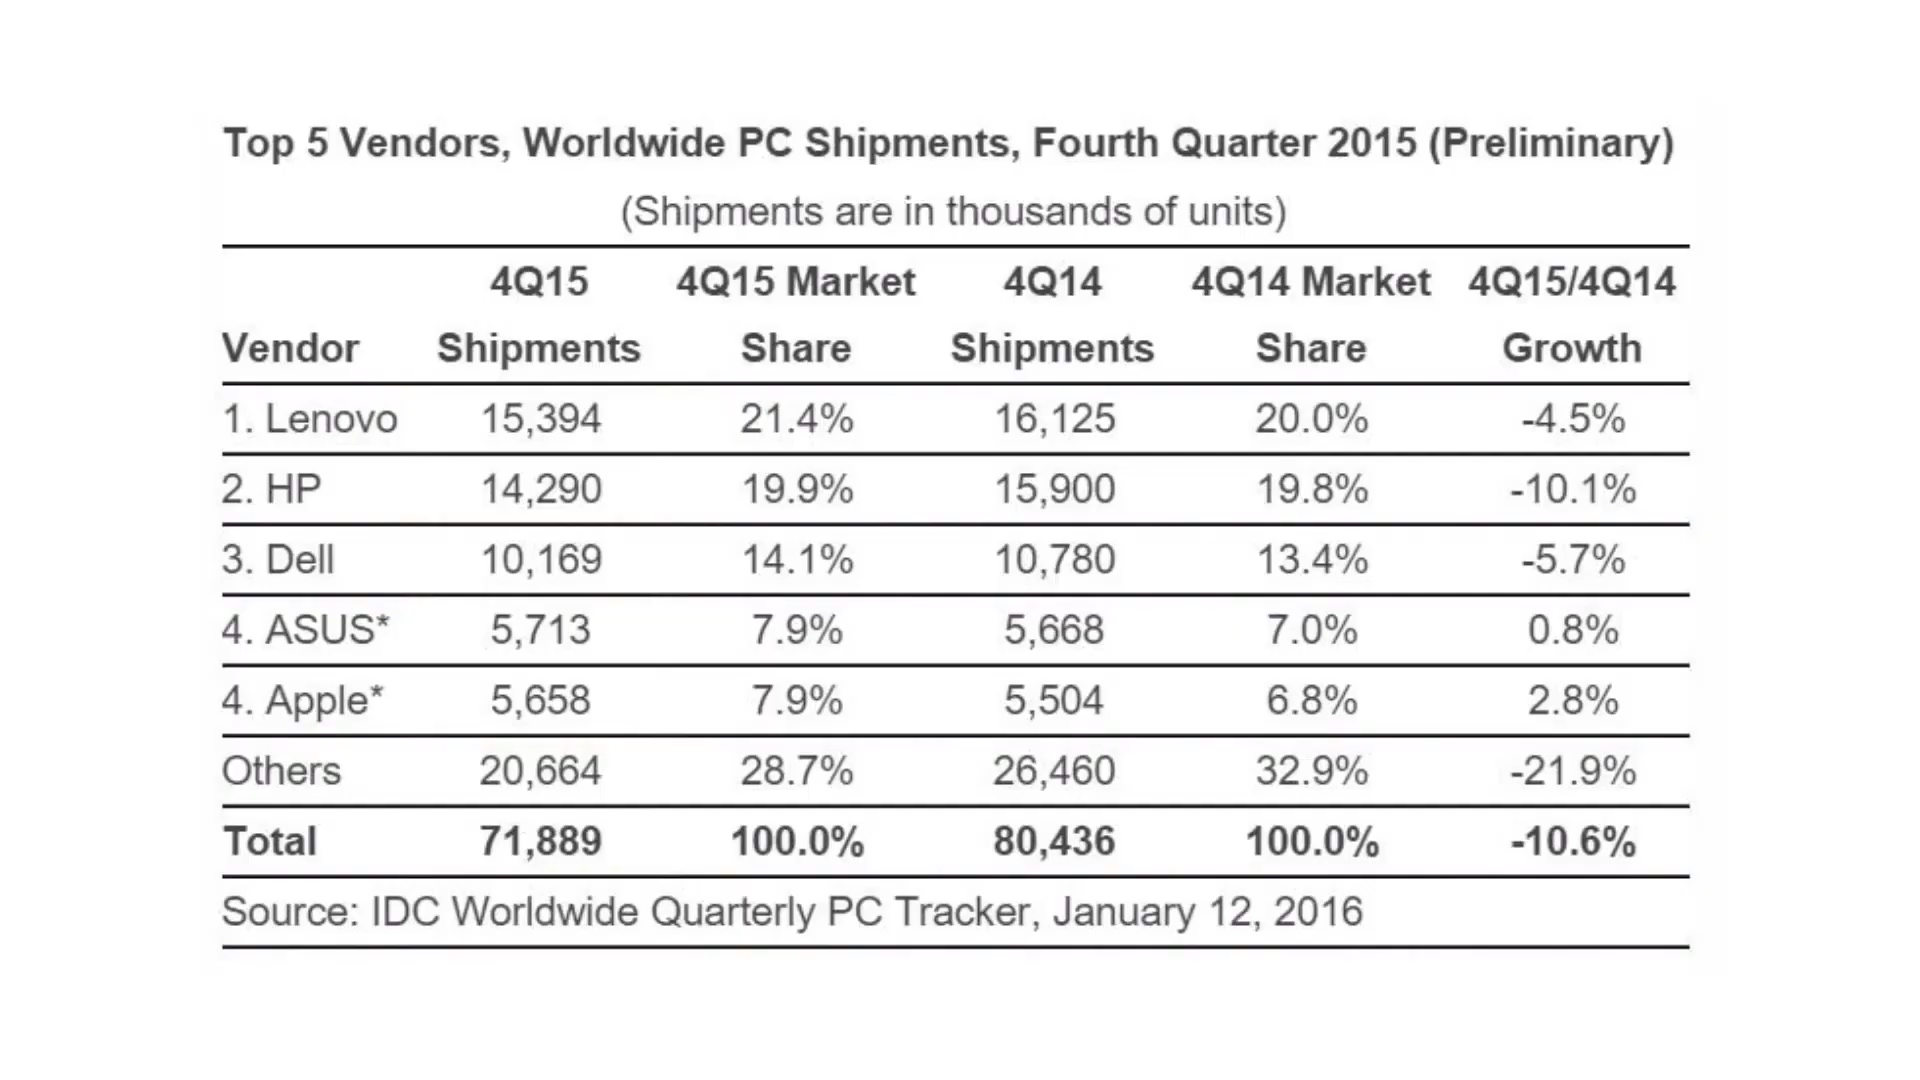 Top 5 Vendors, Worldwide PC Shipments, Fourth Quarter 2015 (Preliminary)
(Shipments are in thousands of units)
4Q15 4Q15 Market 4Q14 4Q14 Market 4Q15/4Q14
Vendor Shipments Share Shipments Share Growth
1. Lenovo 15,394 21.4% 16,125 20.0% -4.5%
2. HP 14,290 19.9% 15,900 19.8% -10.1%
3. Dell 10,169 14.1% 10,780 13.4% -5.7%
4. ASUS* 5,713 7.9% 5,668 7.0% 0.8%
4. Apple* 5,658 7.9% 5,504 6.8% 2.8%
Others 20,664 28.7% 26,460 32.9% -21.9%
Total 71,889 100.0% 80,436 100.0% -10.6%
Source: IDC Worldwide Quarterly PC Tracker, January 12, 2016